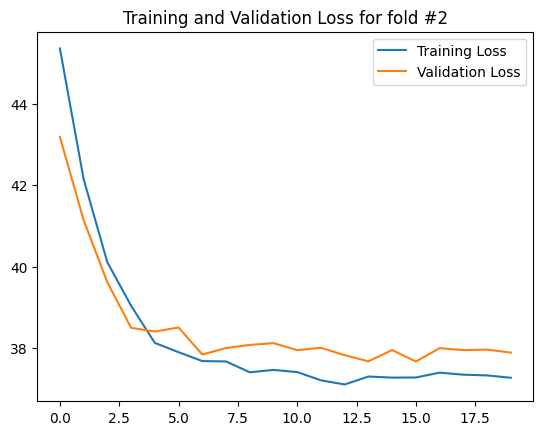 Training and Validation Loss for fold #2
Training Loss
Validation Loss
44
42
40
38
0.0 2.5 5.0 7.5 10.0 12.5 15.0 17.5